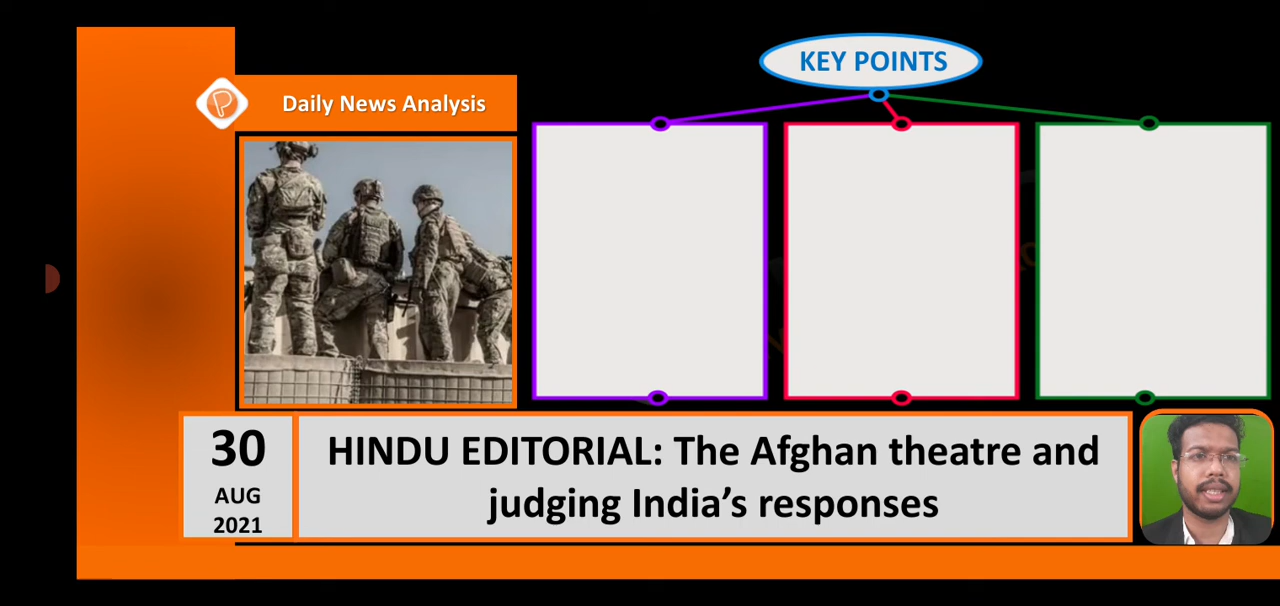 KEY POINTS
Daily News Analysis
30
AUG
2021
HINDU EDITORIAL: The Afghan theatre and
judging India’s responses